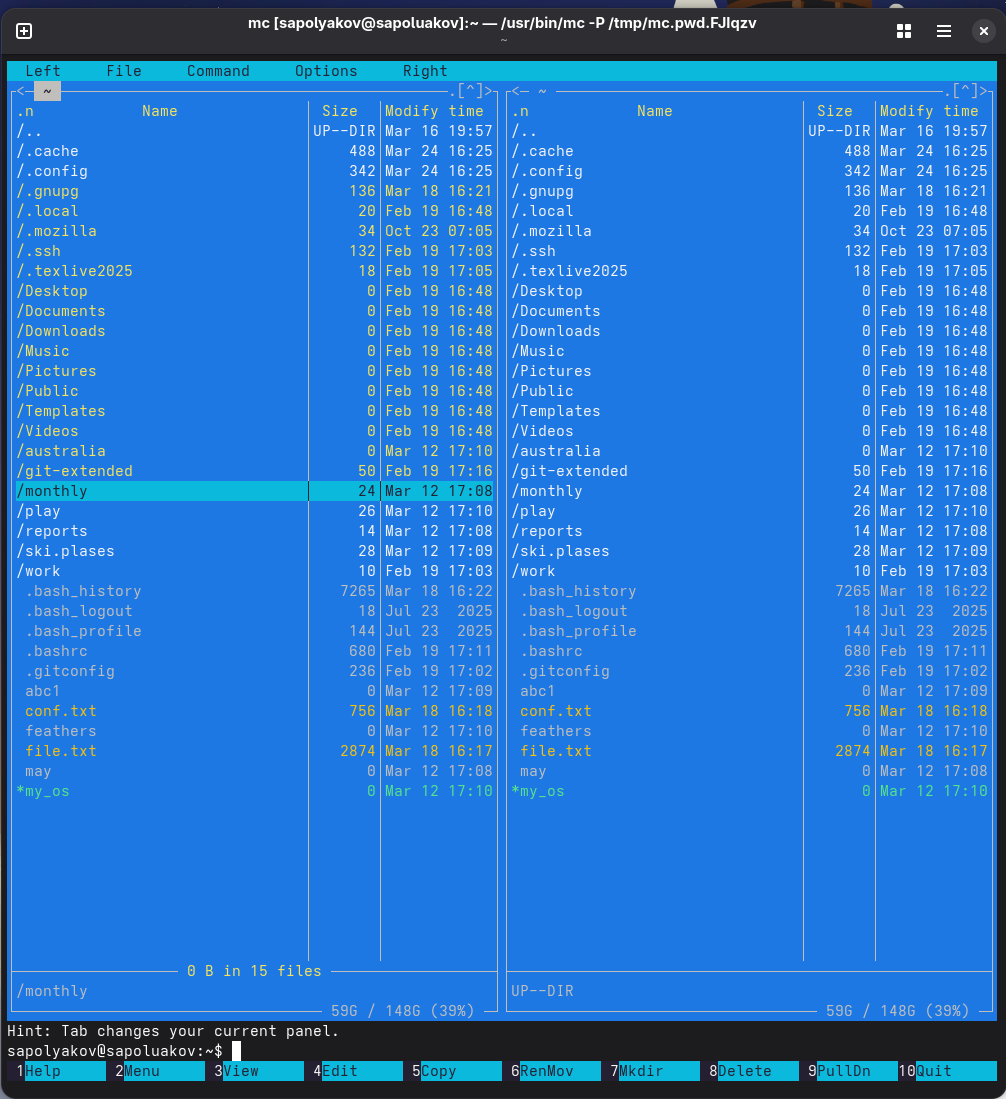 mc [sapolyakov@sapoluakov]:~ — /usr/bin/mc -P /tmp/mc.pwd.FJIqzv
~
Left File Command Options Right
<─ ~ .[^]> <─ ~ .[^]>
.n Name Size Modify time .n Name Size Modify time
/.. UP--DIR Mar 16 19:57 /.. UP--DIR Mar 16 19:57
/.cache 488 Mar 24 16:25 /.cache 488 Mar 24 16:25
/.config 342 Mar 24 16:25 /.config 342 Mar 24 16:25
/.gnupg 136 Mar 18 16:21 /.gnupg 136 Mar 18 16:21
/.local 20 Feb 19 16:48 /.local 20 Feb 19 16:48
/.mozilla 34 Oct 23 07:05 /.mozilla 34 Oct 23 07:05
/.ssh 132 Feb 19 17:03 /.ssh 132 Feb 19 17:03
/.texlive2025 18 Feb 19 17:05 /.texlive2025 18 Feb 19 17:05
/Desktop 0 Feb 19 16:48 /Desktop 0 Feb 19 16:48
/Documents 0 Feb 19 16:48 /Documents 0 Feb 19 16:48
/Downloads 0 Feb 19 16:48 /Downloads 0 Feb 19 16:48
/Music 0 Feb 19 16:48 /Music 0 Feb 19 16:48
/Pictures 0 Feb 19 16:48 /Pictures 0 Feb 19 16:48
/Public 0 Feb 19 16:48 /Public 0 Feb 19 16:48
/Templates 0 Feb 19 16:48 /Templates 0 Feb 19 16:48
/Videos 0 Feb 19 16:48 /Videos 0 Feb 19 16:48
/australia 0 Mar 12 17:10 /australia 0 Mar 12 17:10
/git-extended 50 Feb 19 17:16 /git-extended 50 Feb 19 17:16
/monthly 24 Mar 12 17:08 /monthly 24 Mar 12 17:08
/play 26 Mar 12 17:10 /play 26 Mar 12 17:10
/reports 14 Mar 12 17:08 /reports 14 Mar 12 17:08
/ski.plases 28 Mar 12 17:09 /ski.plases 28 Mar 12 17:09
/work 10 Feb 19 17:03 /work 10 Feb 19 17:03
.bash_history 7265 Mar 18 16:22 .bash_history 7265 Mar 18 16:22
.bash_logout 18 Jul 23 2025 .bash_logout 18 Jul 23 2025
.bash_profile 144 Jul 23 2025 .bash_profile 144 Jul 23 2025
.bashrc 680 Feb 19 17:11 .bashrc 680 Feb 19 17:11
.gitconfig 236 Feb 19 17:02 .gitconfig 236 Feb 19 17:02
abc1 0 Mar 12 17:09 abc1 0 Mar 12 17:09
conf.txt 756 Mar 18 16:18 conf.txt 756 Mar 18 16:18
feathers 0 Mar 12 17:10 feathers 0 Mar 12 17:10
file.txt 2874 Mar 18 16:17 file.txt 2874 Mar 18 16:17
may 0 Mar 12 17:08 may 0 Mar 12 17:08
*my_os 0 Mar 12 17:10 *my_os 0 Mar 12 17:10
0 B in 15 files
/monthly UP--DIR
59G / 148G (39%) 59G / 148G (39%)
Hint: Tab changes your current panel.
sapolyakov@sapoluakov:~$
1Help 2Menu 3View 4Edit 5Copy 6RenMov 7Mkdir 8Delete 9PullDn 10Quit